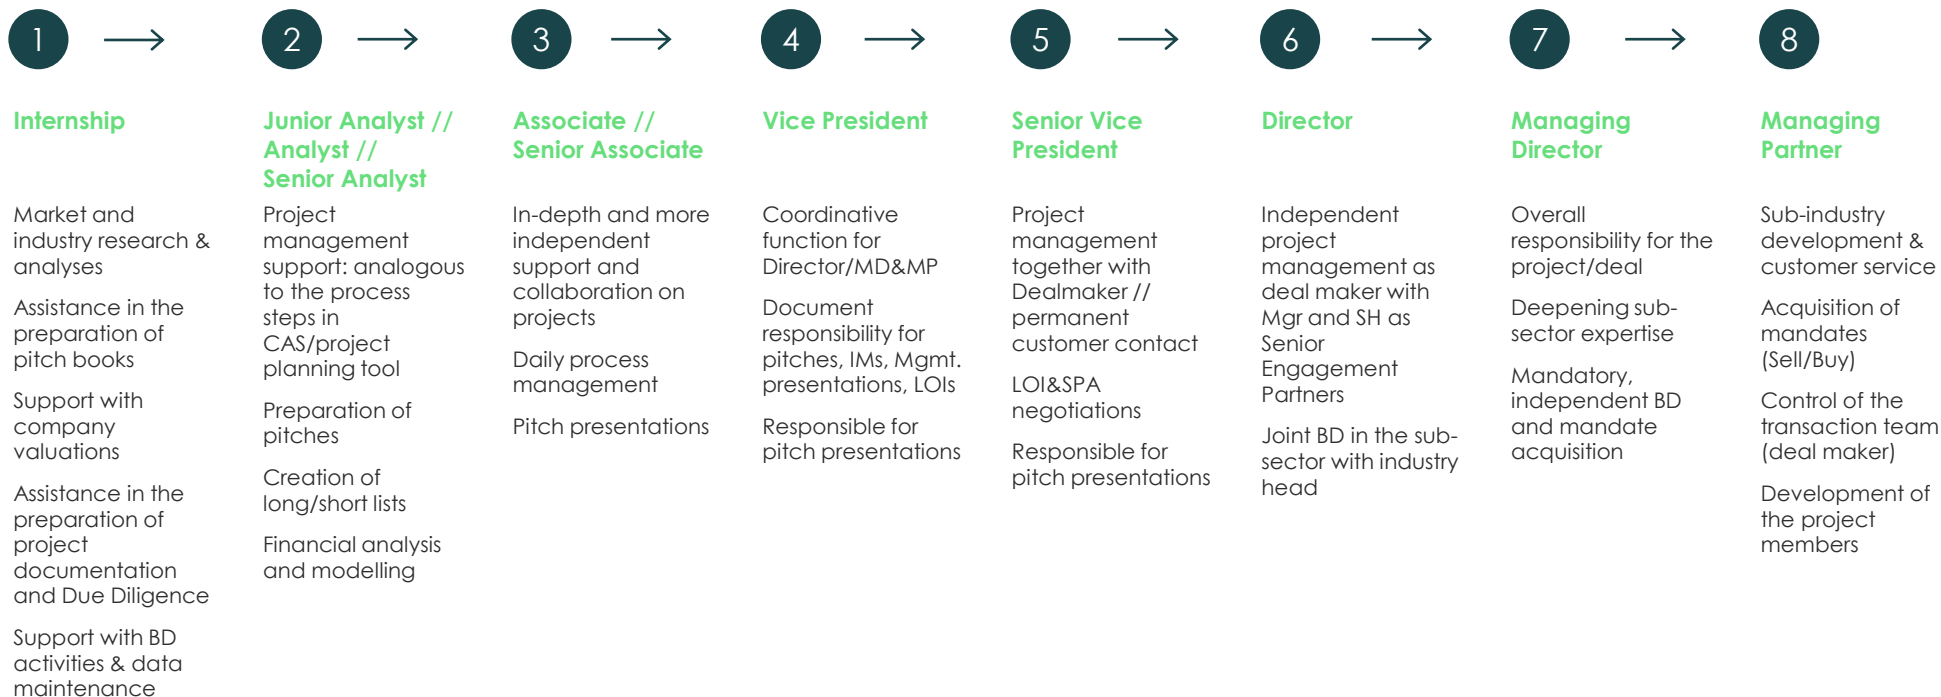 1
Internship
Market and
industry research &
analyses
Assistance in the
preparation of
pitch books
Support with
company
valuations
Assistance in the
preparation of
project
documentation
and Due Diligence
Support with BD
activities & data
maintenance
2
Junior Analyst //
Analyst //
Senior Analyst
Project
management
support: analogous
to the process
steps in
CAS/project
planning tool
Preparation of
pitches
Creation of
long/short lists
Financial analysis
and modelling
3
Associate //
Senior Associate
In-depth and more
independent
support and
collaboration on
projects
Daily process
management
Pitch presentations
4
Vice President
Coordinative
function for
Director/MD&MP
Document
responsibility for
pitches, IMs, Mgmt.
presentations, LOIs
Responsible for
pitch presentations
5
Senior Vice
President
Project
management
together with
Dealmaker //
permanent
customer contact
LOI&SPA
negotiations
Responsible for
pitch presentations
6
Director
Independent
project
management as
deal maker with
Mgr and SH as
Senior
Engagement
Partners
Joint BD in the sub-
sector with industry
head
7
Managing
Director
Overall
responsibility for the
project/deal
Deepening sub-
sector expertise
Mandatory,
independent BD
and mandate
acquisition
8
Managing
Partner
Sub-industry
development &
customer service
Acquisition of
mandates
(Sell/Buy)
Control of the
transaction team
(deal maker)
Development of
the project
members